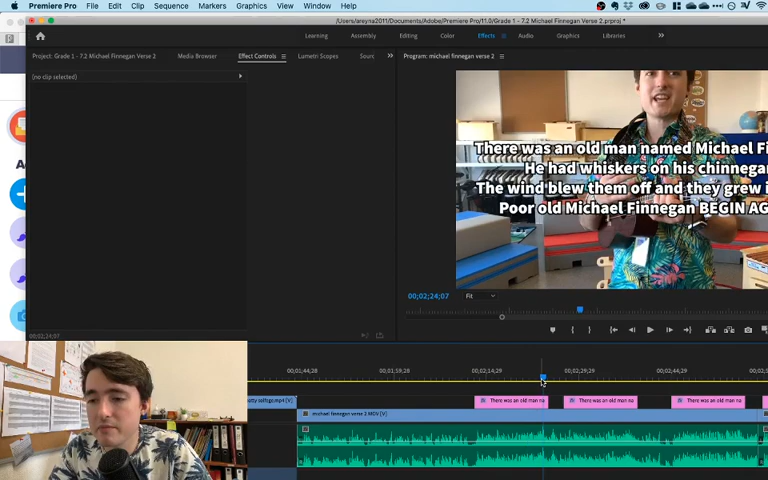 Premiere Pro File Edit Clip Sequence Markers Graphics View Window Help
/Users/areyna2011/Documents/Adobe/Premiere Pro/11.0/Grade 1 - 7.2 Michael Finnegan Verse 2.prproj *
Learning Assembly Color Editing Effects Audio Graphics Libraries
Project: Grade 1 - 7.2 Michael Finnegan Verse 2 Media Browser Effect Controls Lumetri Scopes Sourc
Program: michael finnegan verse 2
(no clip selected)
There was an old man named Michael Fi
He had whiskers on his chinnegan
The wind blew them off and they grew i
Poor old Michael Finnegan BEGIN AG
00;02;24;07 Fit
00;02;24;07
00;01;44;28 00;01;59;28 00;02;14;29 00;02;29;29 00;02;44;29
There was an old man na There was an old man na There was an old man na
michael finnegan verse 2.MOV [V]